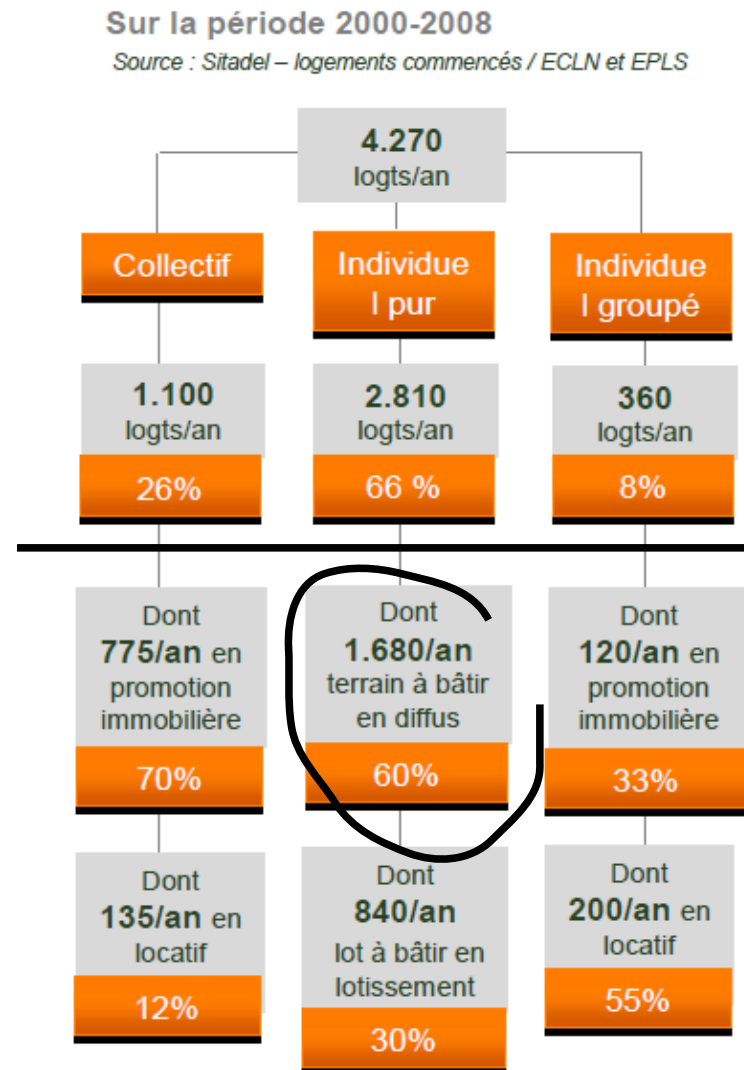 Sur la période 2000-2008
Source : Sitadel – logements commencés / ECLN et EPLS
4.270
logts/an
Collectif
Individue
l pur
Individue
l groupé
1.100
logts/an
26%
2.810
logts/an
66 %
360
logts/an
8%
Dont
775/an en
promotion
immobilière
70%
Dont
1.680/an
terrain à bâtir
en diffus
60%
Dont
120/an en
promotion
immobilière
33%
Dont
135/an en
locatif
12%
Dont
840/an
lot à bâtir en
lotissement
30%
Dont
200/an en
locatif
55%